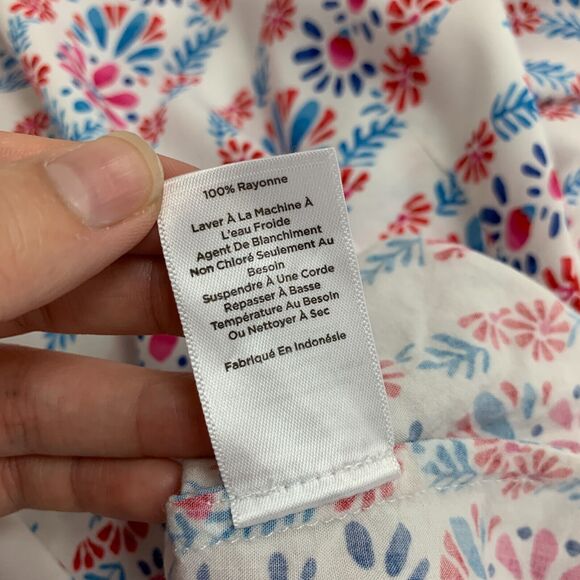 100% Rayonne
Laver À La Machine À
L'eau Froide
Agent De Blanchiment
Non Chloré Seulement Au
Besoin
Suspendre À Une Corde
Repasser À Basse
Température Au Besoin
Ou Nettoyer À Sec
Fabriqué En Indonésie